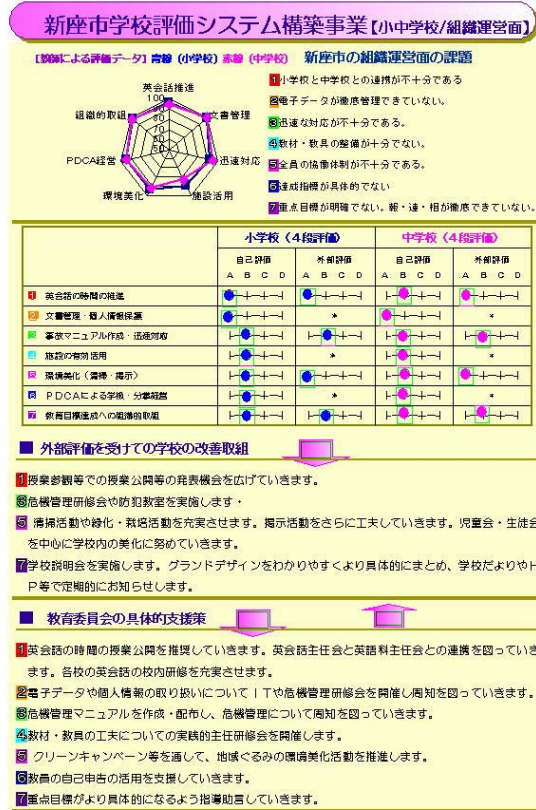 新座市学校評価システム構築事業【小中学校/組織運営面】
【教師による評価データ】青線（小学校）赤線（中学校） 新座市の組織運営面の課題
英会話推進
100
90
80
70
60
50
文書管理
迅速対応
施設活用
環境美化
PDCA経営
組織的取組
1小学校と中学校との連携が不十分である
2電子データが徹底管理できていない。
3迅速な対応が不十分である。
4教材・教具の整備が十分でない。
5全員の協働体制が不十分である。
6達成指標が具体的でない
7重点目標が明確でない。報・連・相が徹底できていない。
小学校（4段評価） 中学校（4段評価）
自己評価 外部評価 自己評価 外部評価
A B C D A B C D A B C D A B C D
1 英会話の時間の推進
2 文書管理・個人情報保護 * *
3 事故マニュアル作成・迅速対応
4 施設の有効活用 * *
5 環境美化（清掃・掲示）
6 PDCAによる学級・分掌経営 * *
7 教育目標達成への組織的取組
■ 外部評価を受けての学校の改善取組
1授業参観等での授業公開等の発表機会を広げていきます。
3危機管理研修会や防犯教室を実施します・
5 清掃活動や緑化・栽培活動を充実させます。掲示活動をさらに工夫していきます。児童会・生徒会
を中心に学校内の美化に努めていきます。
7学校説明会を実施します。グランドデザインをわかりやすくより具体的にまとめ、学校だよりやH
P等で定期的にお知らせします。
■ 教育委員会の具体的支援策
1英会話の時間の授業公開を推奨していきます。英会話主任会と英語科主任会との連携を図っていき
ます。各校の英会話の校内研修を充実させます。
2電子データや個人情報の取り扱いについてITや危機管理研修会を開催し周知を図っていきます。
3危機管理マニュアルを作成・配布し、危機管理について周知を図っていきます。
4教材・教具の工夫についての実践的主任研修会を開催します。
5 クリーンキャンペーン等を通して、地域ぐるみの環境美化活動を推進します。
6教員の自己申告の活用を支援していきます。
7重点目標がより具体的になるよう指導助言していきます。